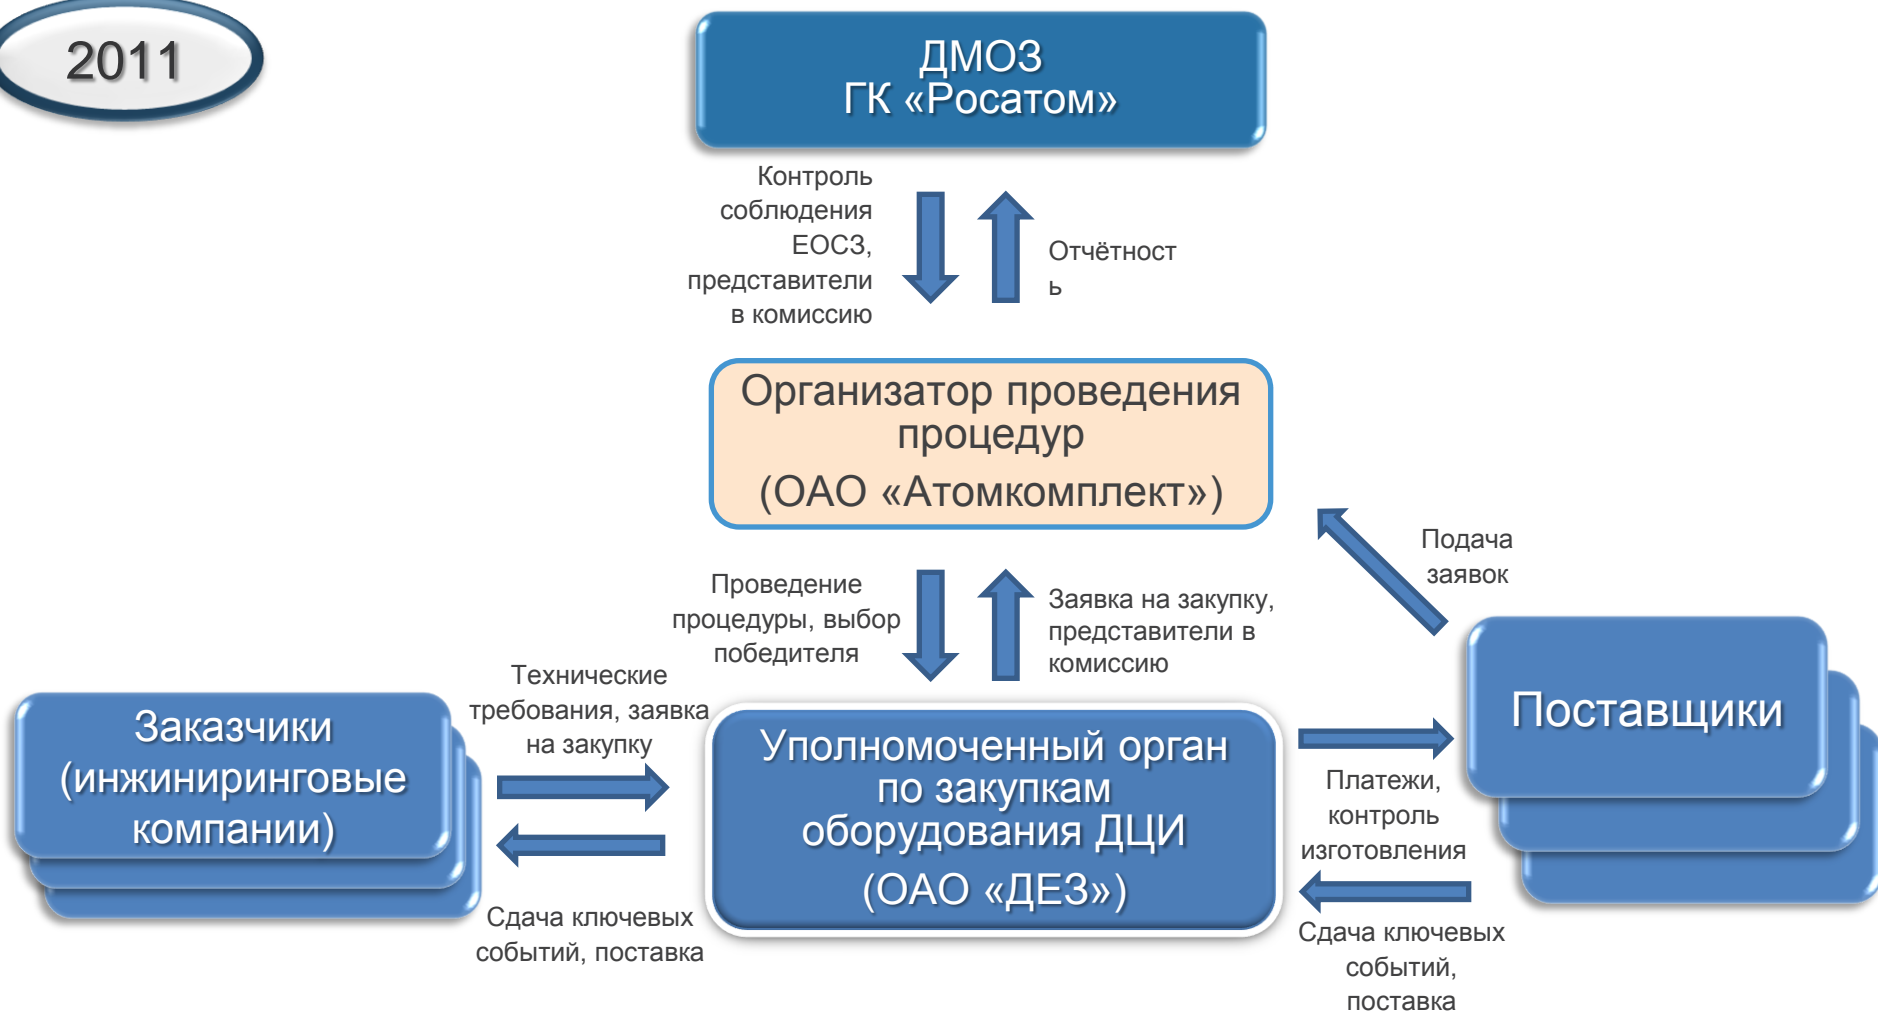 2011
ДМОЗ
ГК «Росатом»
Контроль
соблюдения
ЕОСЗ,
представители
в комиссию
Отчётност
ь
Организатор проведения
процедур
(ОАО «Атомкомплект»)
Подача
заявок
Проведение
процедуры, выбор
победителя
Заявка на закупку,
представители в
комиссию
Технические
требования, заявка
на закупку
Заказчики
(инжиниринговые
компании)
Уполномоченный орган
по закупкам
оборудования ДЦИ
(ОАО «ДЕЗ»)
Поставщики
Платежи,
контроль
изготовления
Сдача ключевых
событий, поставка
Сдача ключевых
событий,
поставка